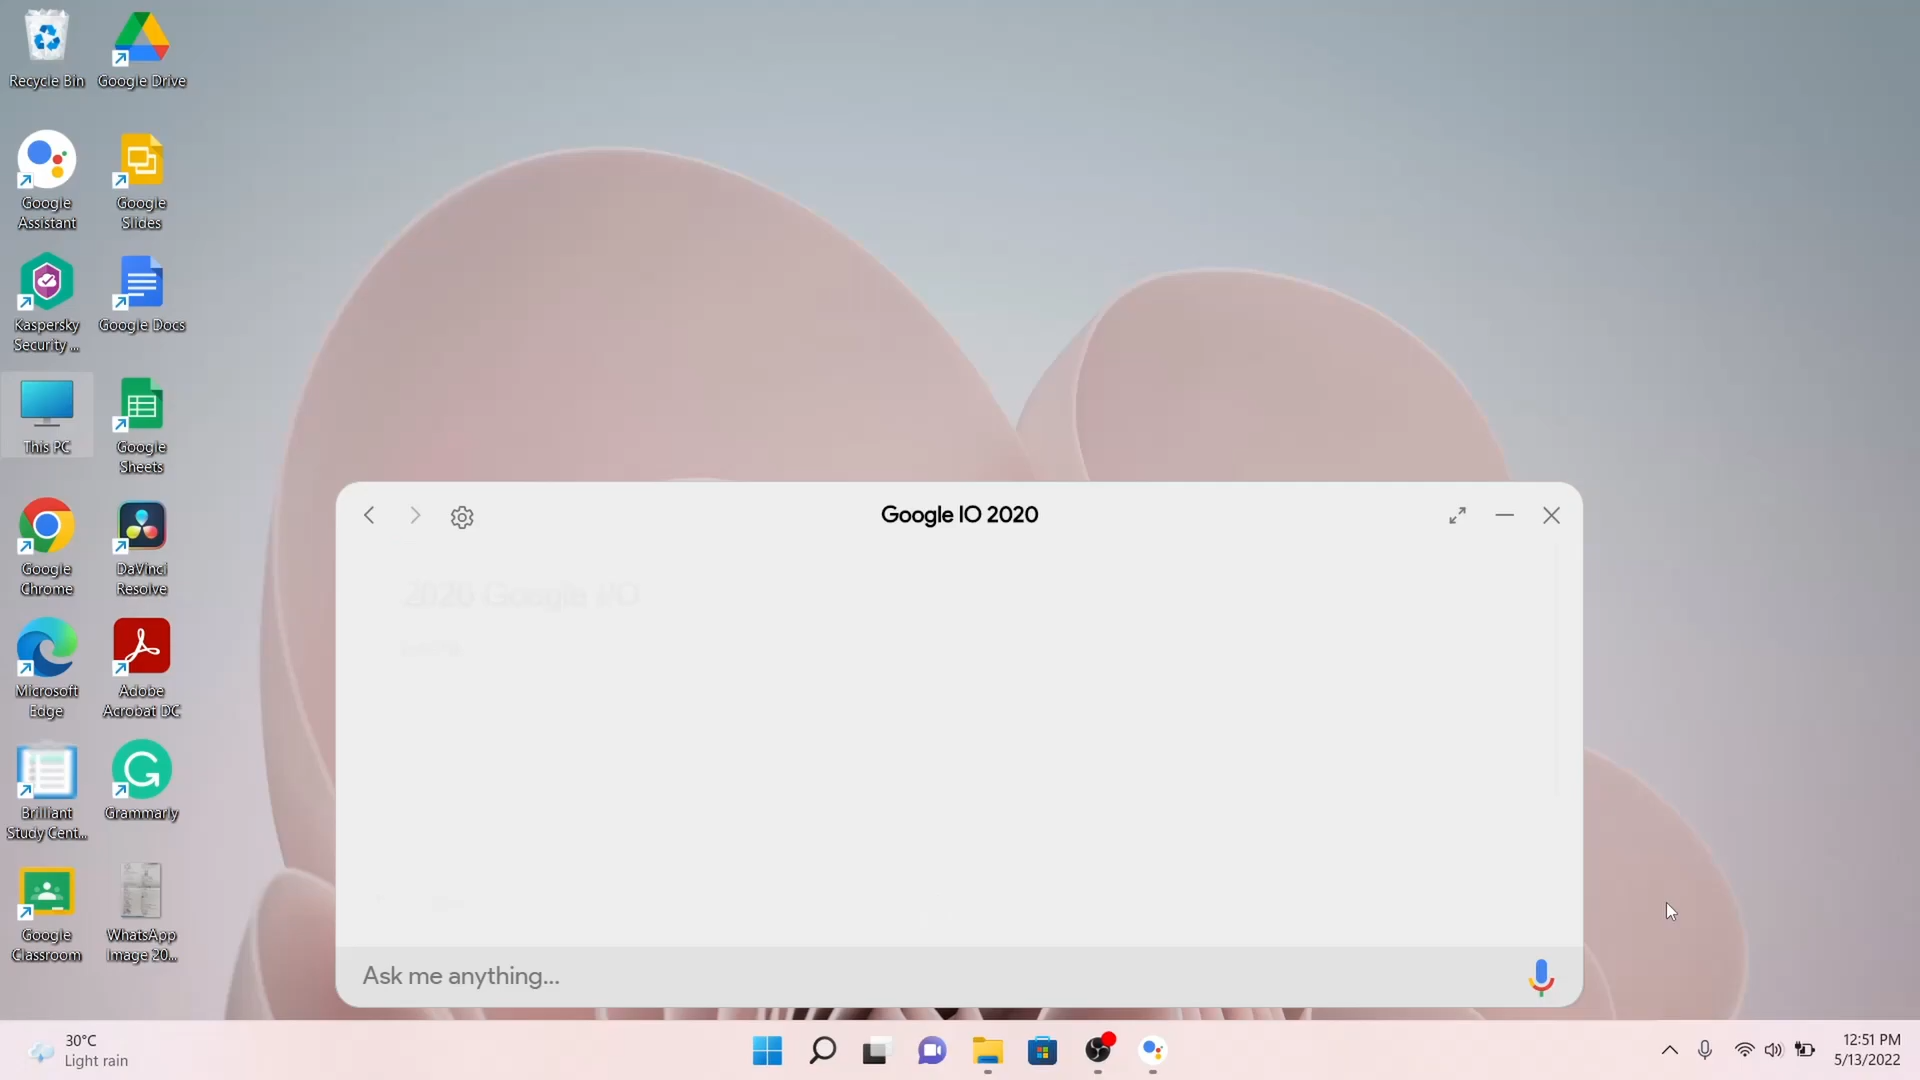 Recycle Bin
Google Drive
Google
Assistant
Google
Slides
Kaspersky
Security ...
Google Docs
This PC
Google
Sheets
Google
Chrome
DaVinci
Resolve
Microsoft
Edge
Adobe
Acrobat DC
Brilliant
Study Cent...
Grammarly
Google
Classroom
WhatsApp
Image 20...
Google IO 2020
2020 Google I/O
Ask me anything...
30°C
Light rain
12:51 PM
5/13/2022